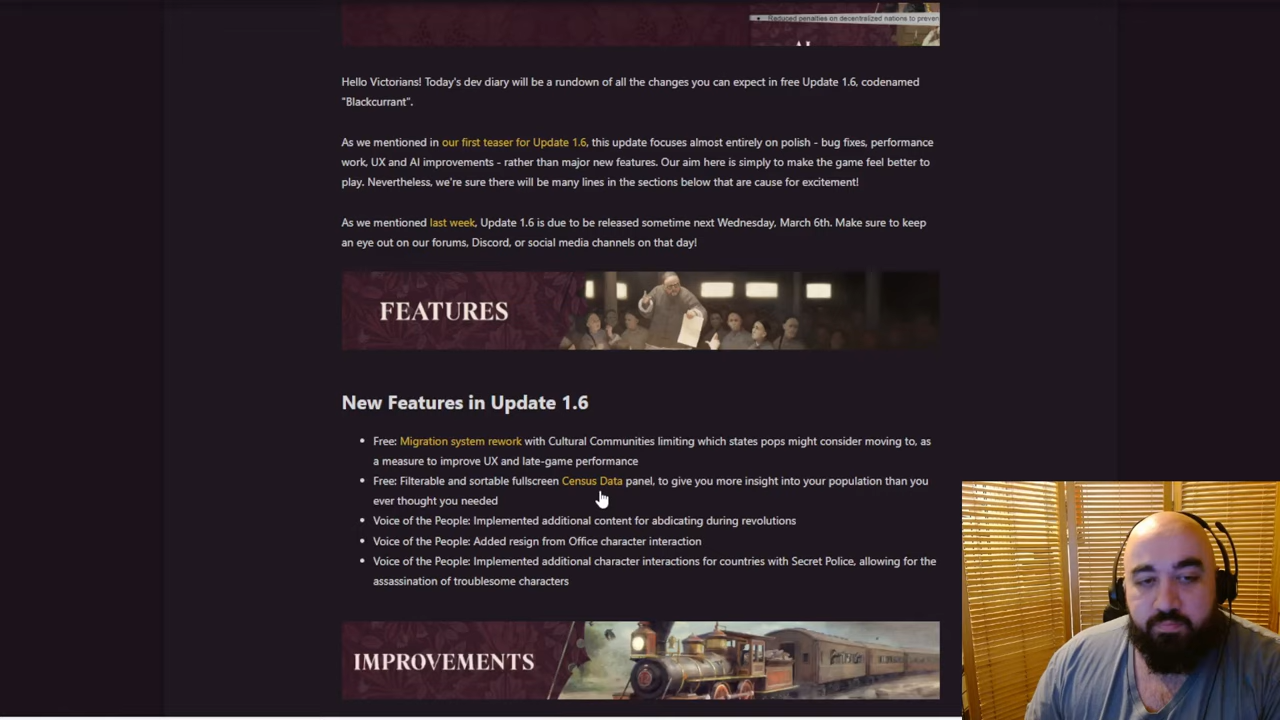 Reduced penalties on decentralized nations to preven
AI
Hello Victorians! Today's dev diary will be a rundown of all the changes you can expect in free Update 1.6, codenamed
"Blackcurrant".
As we mentioned in our first teaser for Update 1.6, this update focuses almost entirely on polish - bug fixes, performance
work, UX and AI improvements - rather than major new features. Our aim here is simply to make the game feel better to
play. Nevertheless, we're sure there will be many lines in the sections below that are cause for excitement!
As we mentioned last week, Update 1.6 is due to be released sometime next Wednesday, March 6th. Make sure to keep
an eye out on our forums, Discord, or social media channels on that day!
FEATURES
New Features in Update 1.6
• Free: Migration system rework with Cultural Communities limiting which states pops might consider moving to, as
a measure to improve UX and late-game performance
• Free: Filterable and sortable fullscreen Census Data panel, to give you more insight into your population than you
ever thought you needed
• Voice of the People: Implemented additional content for abdicating during revolutions
• Voice of the People: Added resign from Office character interaction
• Voice of the People: Implemented additional character interactions for countries with Secret Police, allowing for the
assassination of troublesome characters
IMPROVEMENTS